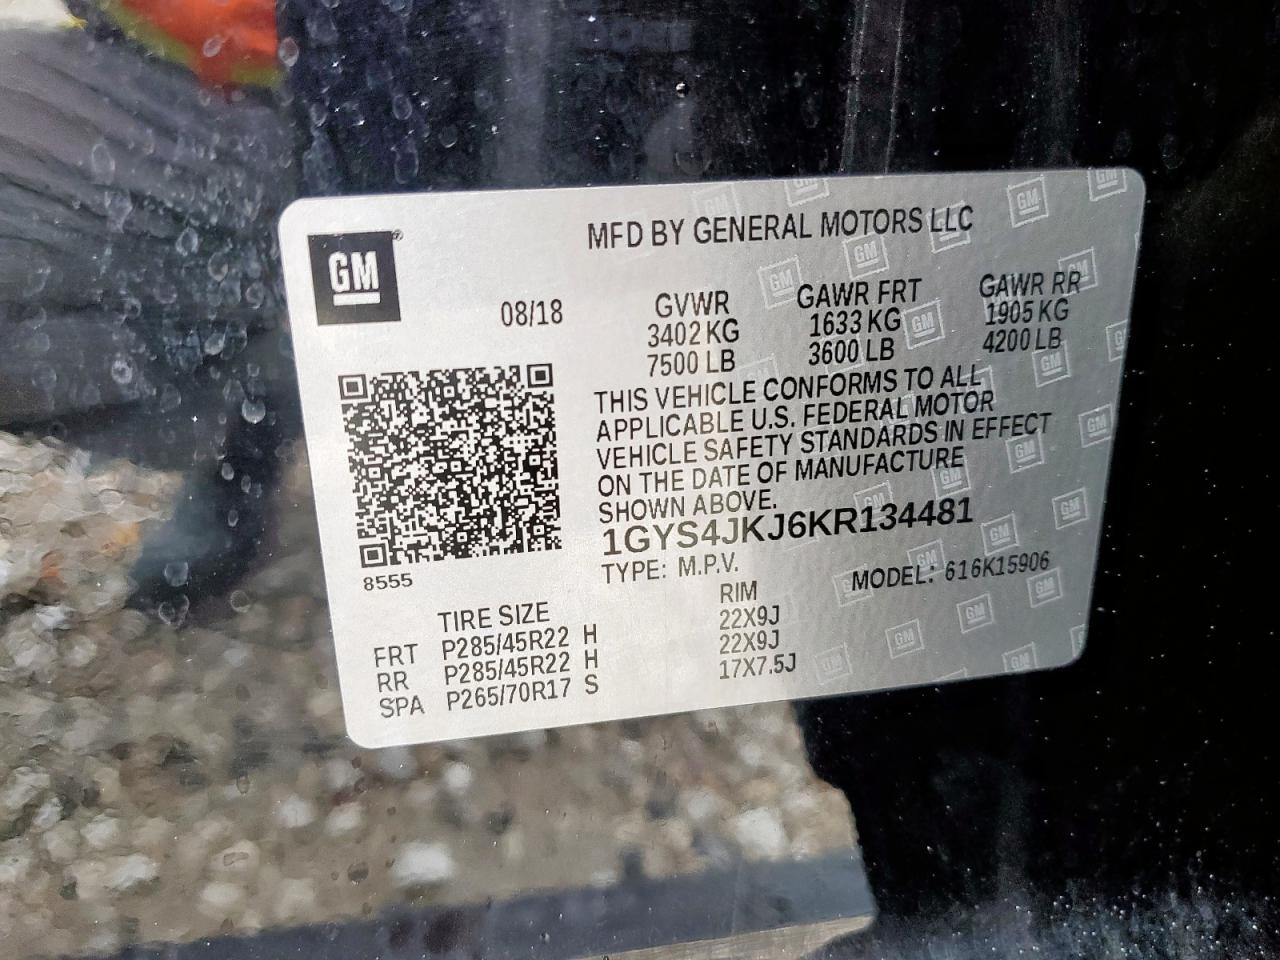 GM
MFD BY GENERAL MOTORS LLC
08/18
GVWR GAWR FRT GAWR RR
3402 KG 1633 KG 1905 KG
7500 LB 3600 LB 4200 LB
THIS VEHICLE CONFORMS TO ALL
APPLICABLE U.S. FEDERAL MOTOR
VEHICLE SAFETY STANDARDS IN EFFECT
ON THE DATE OF MANUFACTURE
SHOWN ABOVE.
1GYS4JKJ6KR134481
TYPE: M.P.V. MODEL: 616K15906
8555
TIRE SIZE RIM
FRT P285/45R22 H 22X9J
RR P285/45R22 H 22X9J
SPA P265/70R17 S 17X7.5J